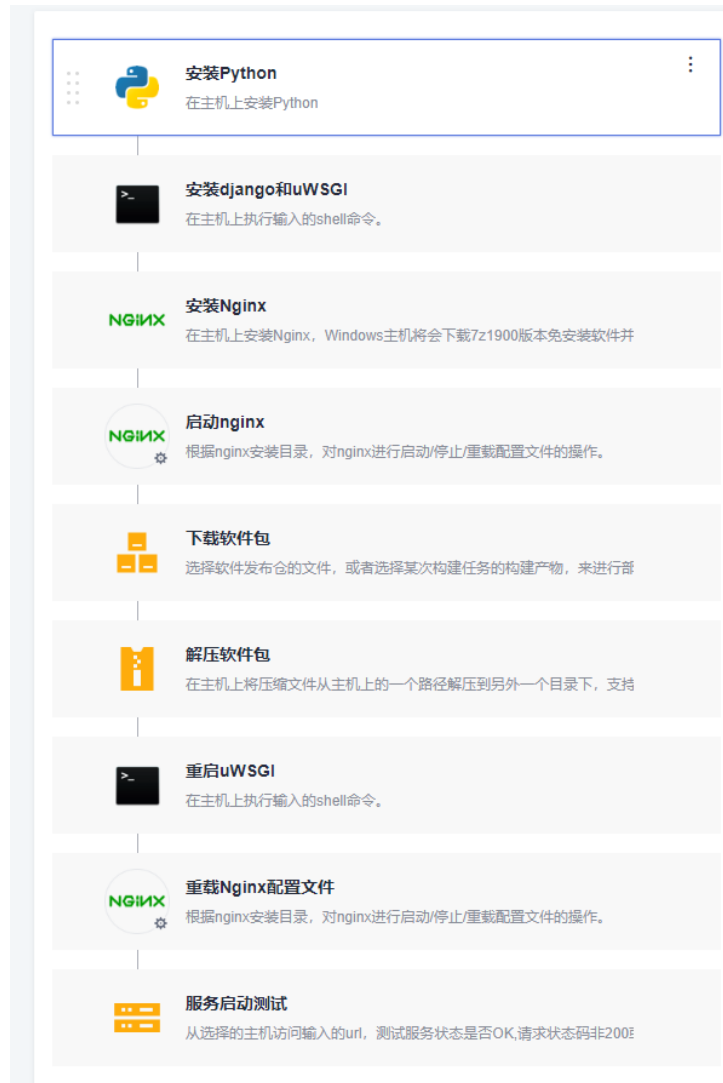 安装Python
在主机上安装Python
>_
安装django和uWSGI
在主机上执行输入的shell命令。
NGINX
安装Nginx
在主机上安装Nginx，Windows主机将会下载7z1900版本免安装软件并
NGINX
启动nginx
根据nginx安装目录，对nginx进行启动/停止/重载配置文件的操作。
下载软件包
选择软件发布仓的文件，或者选择某次构建任务的构建产物，来进行部
解压软件包
在主机上将压缩文件从主机上的一个路径解压到另外一个目录下，支持
>_
重启uWSGI
在主机上执行输入的shell命令。
NGINX
重载Nginx配置文件
根据nginx安装目录，对nginx进行启动/停止/重载配置文件的操作。
服务启动测试
从选择的主机访问输入的url，测试服务状态是否OK,请求状态码非200